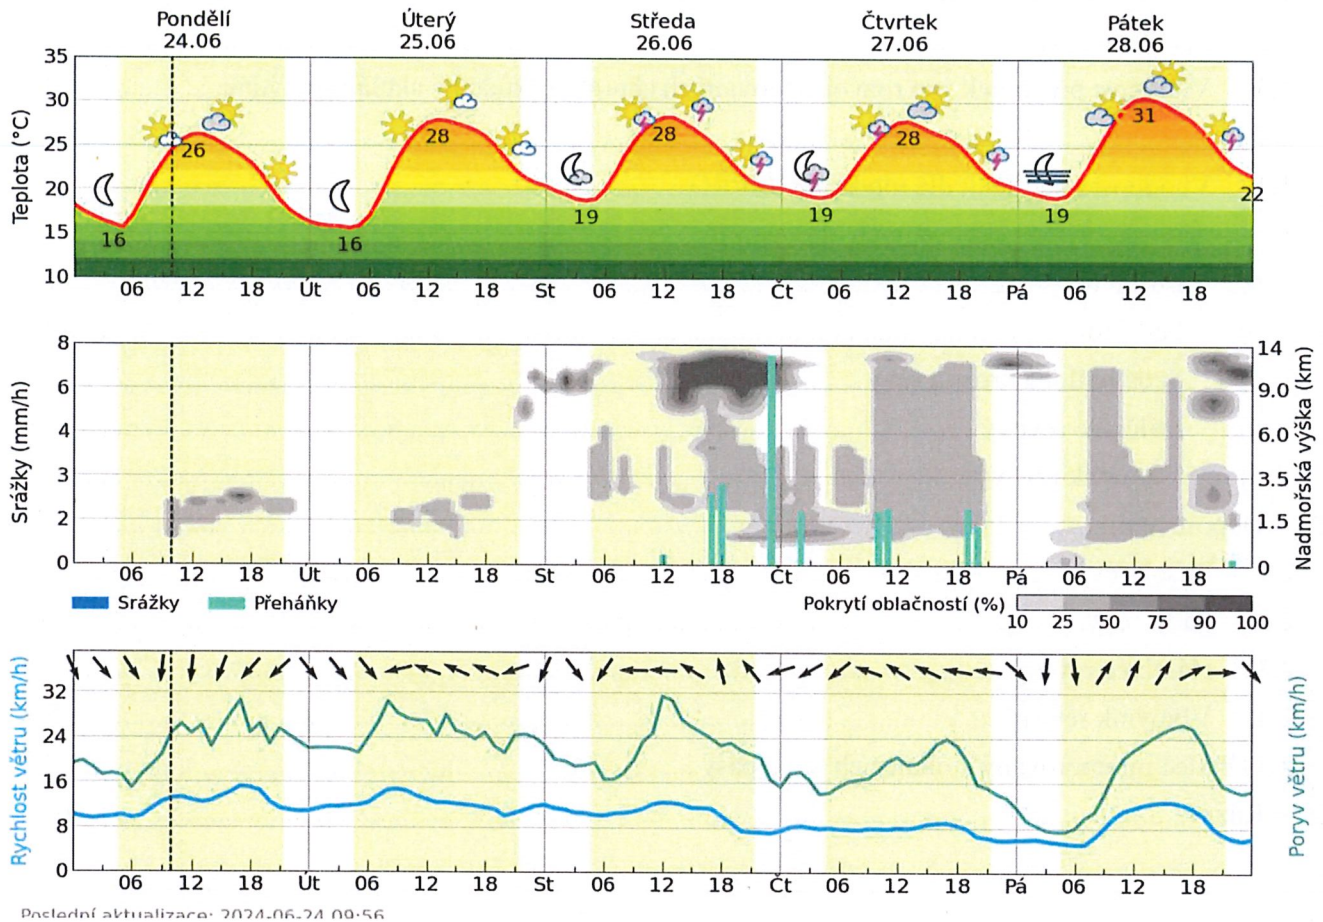 Pondělí Úterý Středa Čtvrtek Pátek
24.06 25.06 26.06 27.06 28.06
Teplota (°C)
35
30
25
20
15
10
26 28 28 28 31
16 16 19 19 19 22
06 12 18 Út 06 12 18 St 06 12 18 Čt 06 12 18 Pá 06 12 18
Srážky (mm/h)
8
6
4
3
2
0
14
9.0
6.0
3.5
1.5
0
Nadmořská výška (km)
06 12 18 Út 06 12 18 St 06 12 18 Čt 06 12 18 Pá 06 12 18
Srážky Přeháňky
Pokrytí oblačností (%)
10 25 50 75 90 100
Rychlost větru (km/h)
32
24
16
8
0
Poryv větru (km/h)
06 12 18 Út 06 12 18 St 06 12 18 Čt 06 12 18 Pá 06 12 18
Poslední aktualizace: 2024-06-24 09:56